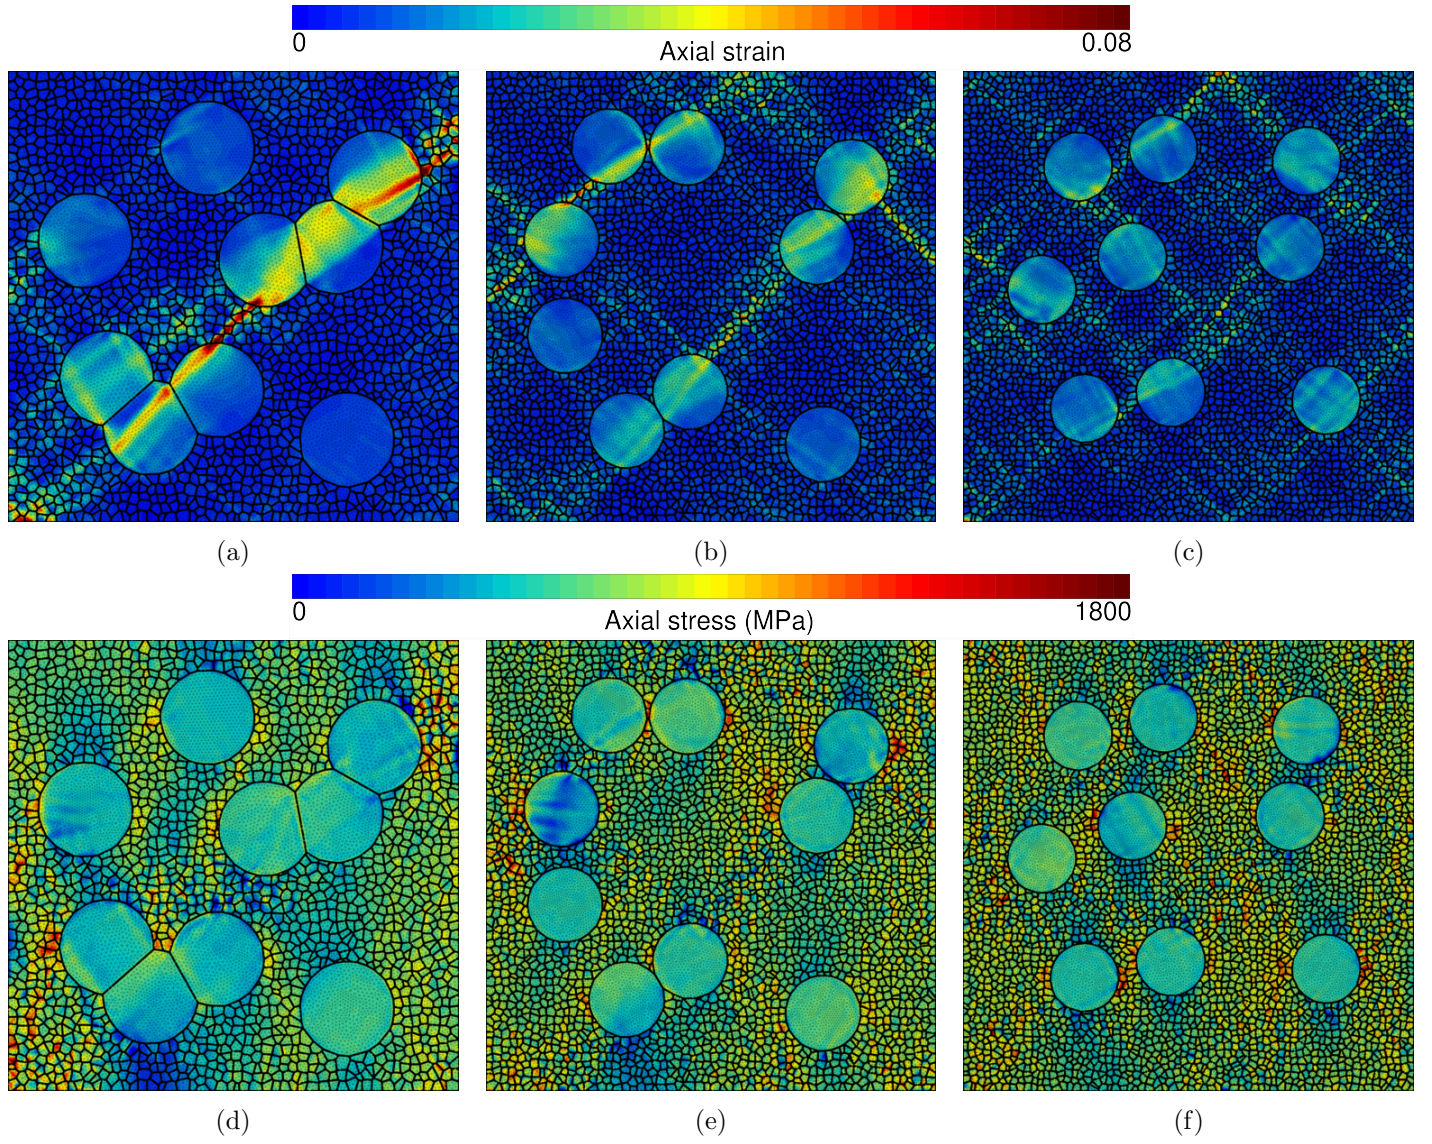 0 0.08
Axial strain
(a) (b) (c)
0 1800
Axial stress (MPa)
(d) (e) (f)